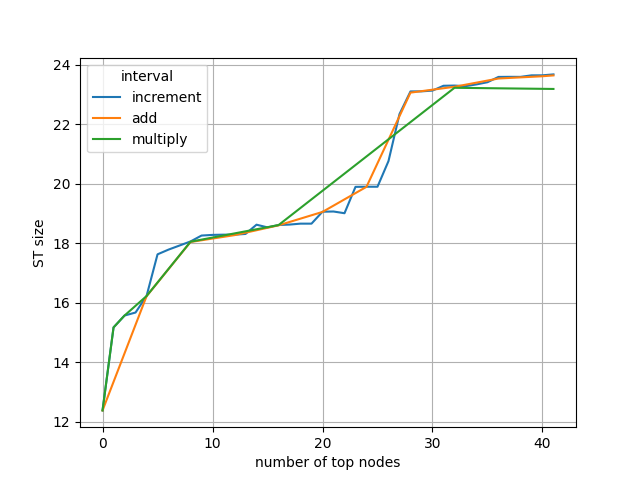 24
22
20
18
16
14
12
ST size
interval
increment
add
multiply
0 10 20 30 40
number of top nodes